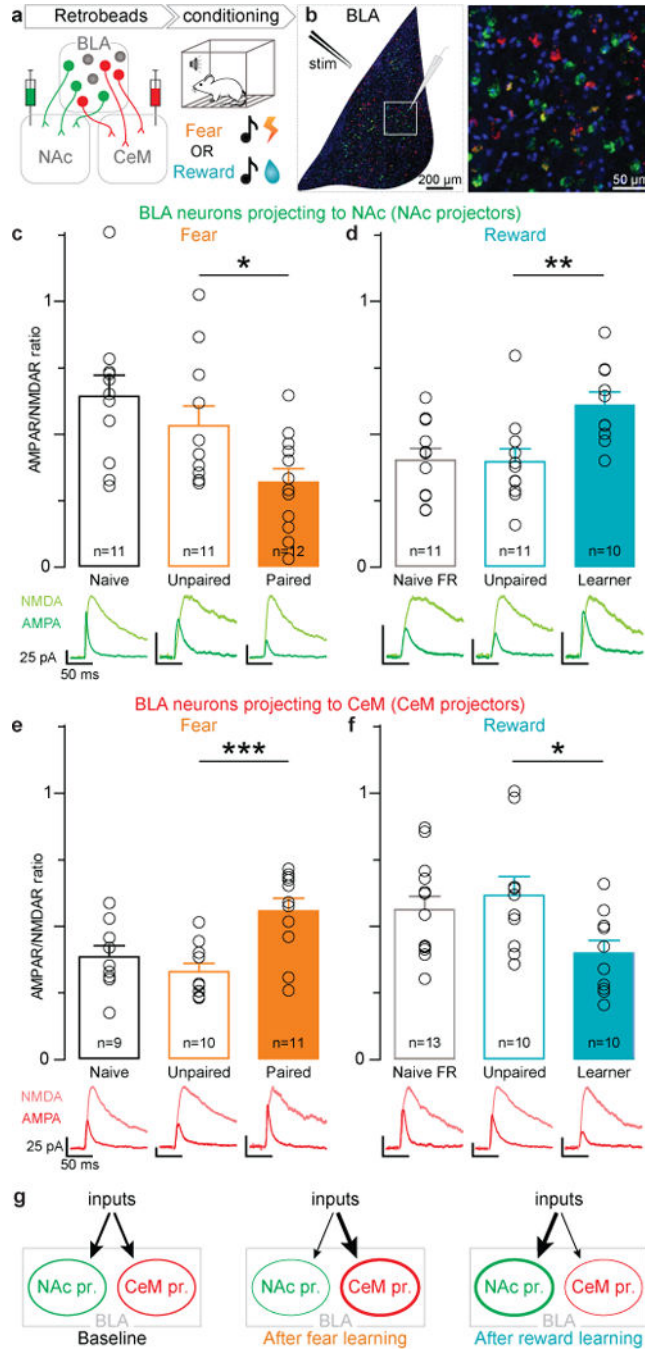 a Retrobeads conditioning
BLA
NAc CeM
Fear
OR
Reward
b BLA
stim
200 µm
50 µm
BLA neurons projecting to NAc (NAc projectors)
c Fear
*
AMPAR/NMDAR ratio
1
0
n=11 n=11 n=12
Naive Unpaired Paired
d Reward
**
1
0
n=11 n=11 n=10
Naive FR Unpaired Learner
NMDA
AMPA
25 pA
50 ms
BLA neurons projecting to CeM (CeM projectors)
e Fear
***
AMPAR/NMDAR ratio
1
0
n=9 n=10 n=11
Naive Unpaired Paired
f Reward
*
1
0
n=13 n=10 n=10
Naive FR Unpaired Learner
NMDA
AMPA
25 pA
50 ms
g inputs inputs inputs
NAc pr. CeM pr. NAc pr. CeM pr. NAc pr. CeM pr.
BLA BLA BLA
Baseline After fear learning After reward learning